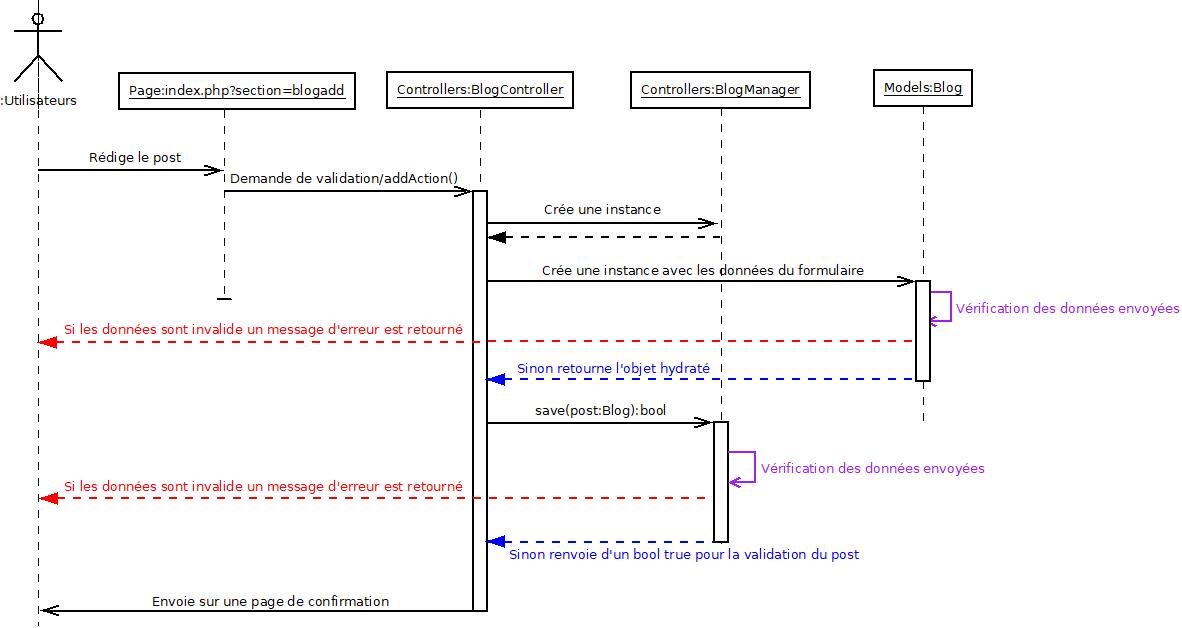 :Utilisateurs
Page:index.php?section=blogadd
Controllers:BlogController
Controllers:BlogManager
Models:Blog
Rédige le post
Demande de validation/addAction()
Crée une instance
Crée une instance avec les données du formulaire
Vérification des données envoyées
Si les données sont invalide un message d'erreur est retourné
Sinon retourne l'objet hydraté
save(post:Blog):bool
Vérification des données envoyées
Si les données sont invalide un message d'erreur est retourné
Sinon renvoie d'un bool true pour la validation du post
Envoie sur une page de confirmation